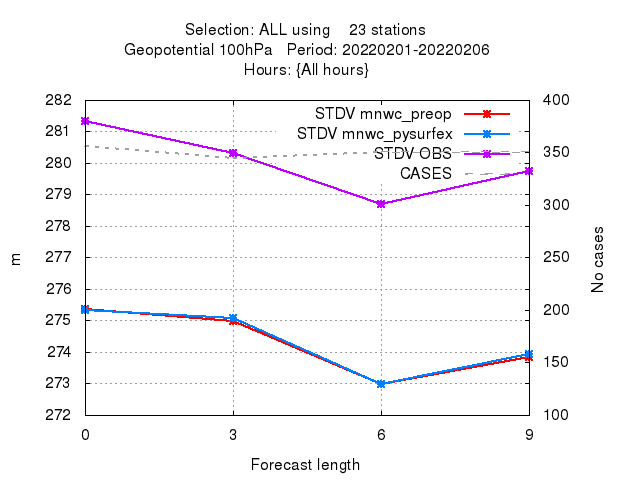 Selection: ALL using 23 stations
Geopotential 100hPa Period: 20220201-20220206
Hours: {All hours}
282 400
STDV mnwc_preop
281
STDV mnwc_pysurfex
280 350
STDV OBS
CASES
279 300
278
277 250
276
275 200
274
273 150
272 100
0 3 6 9
m
No cases
Forecast length